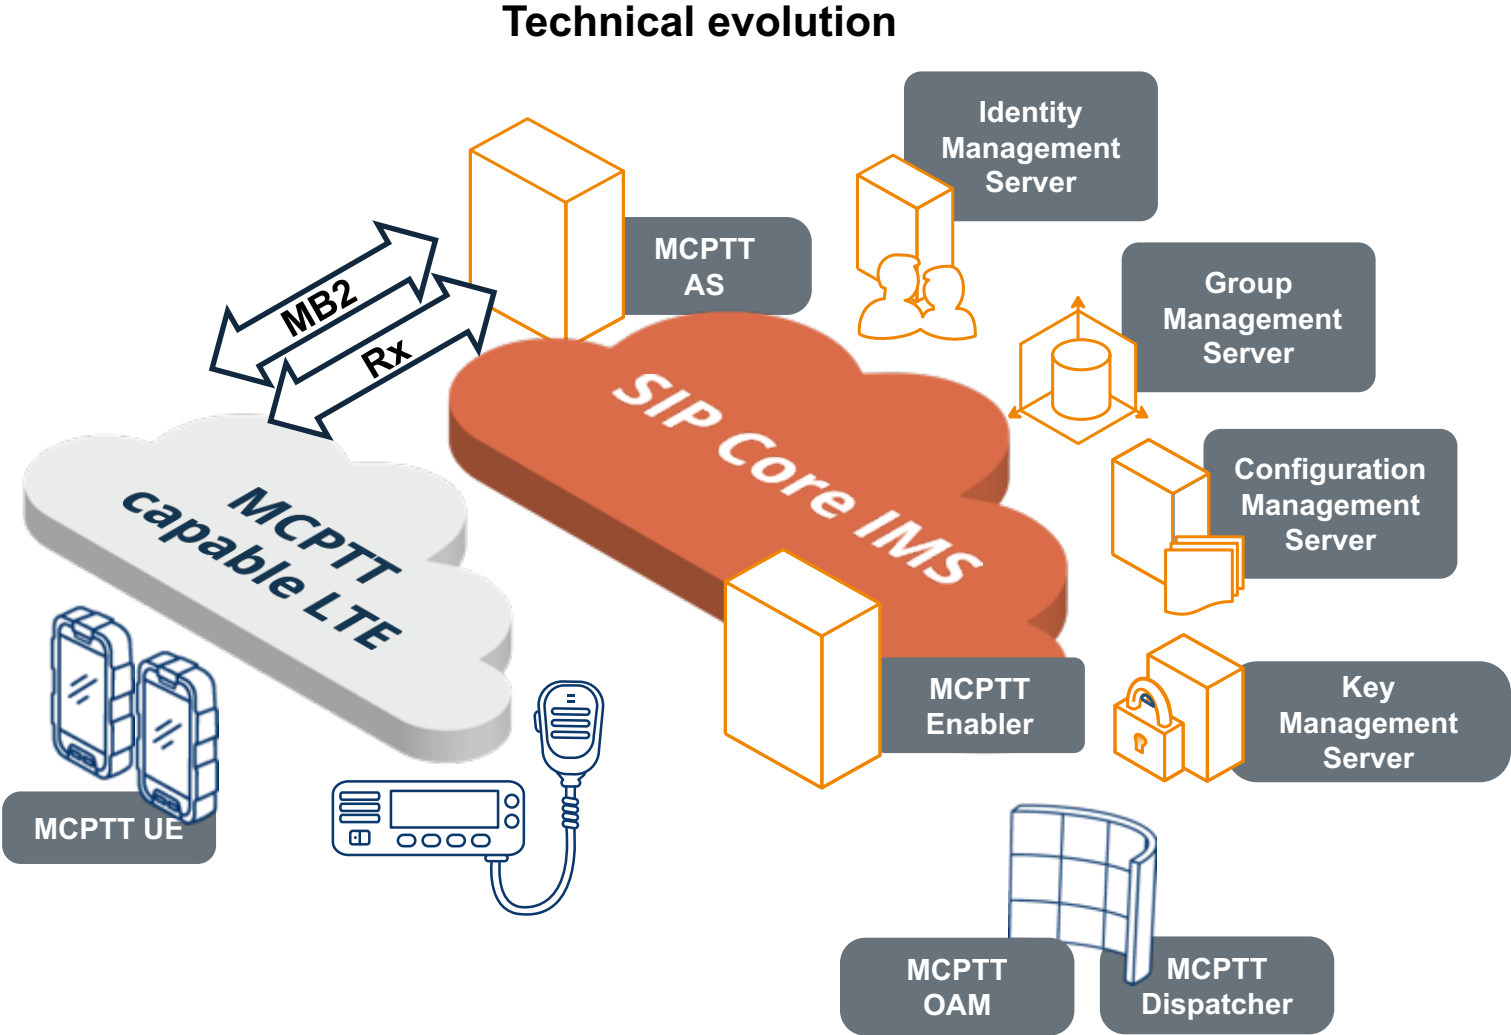 Technical evolution
Identity
Management
Server
MCPTT
AS
Group
Management
Server
MB2
Rx
SIP Core IMS
Configuration
Management
Server
MCPTT
capable LTE
MCPTT
Enabler
Key
Management
Server
MCPTT UE
MCPTT
OAM
MCPTT
Dispatcher